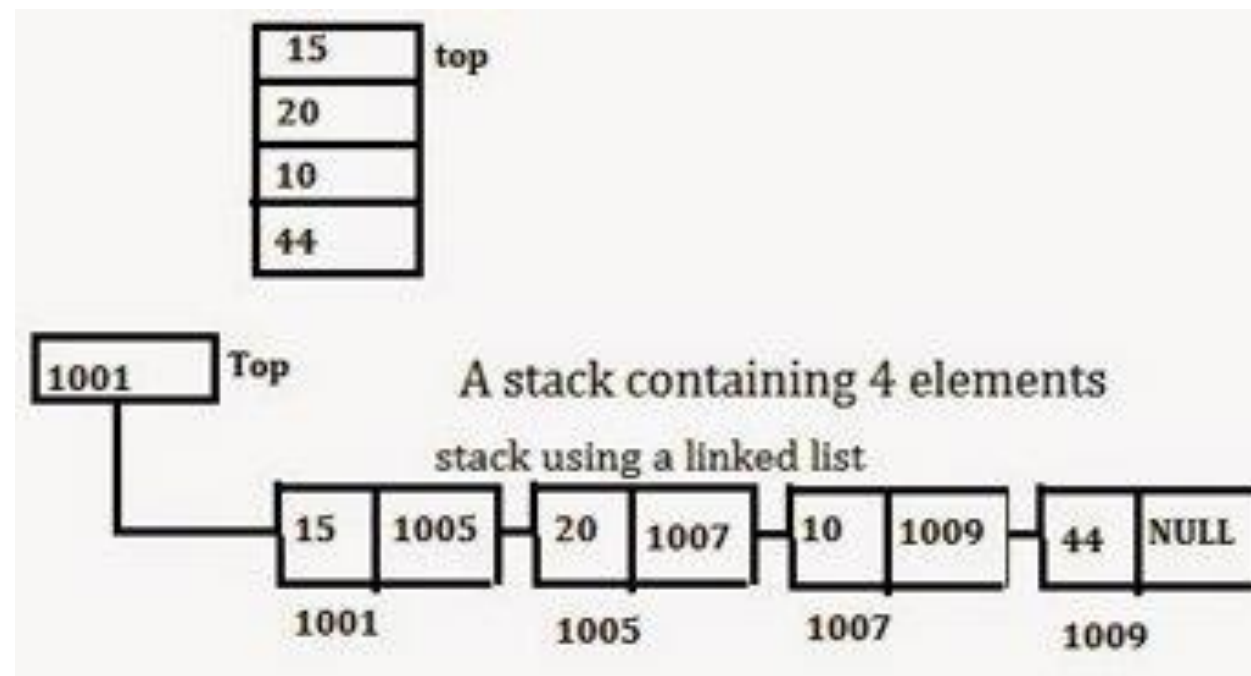 15 top
20
10
44
1001 Top
A stack containing 4 elements
stack using a linked list
15 1005 20 1007 10 1009 44 NULL
1001 1005 1007 1009